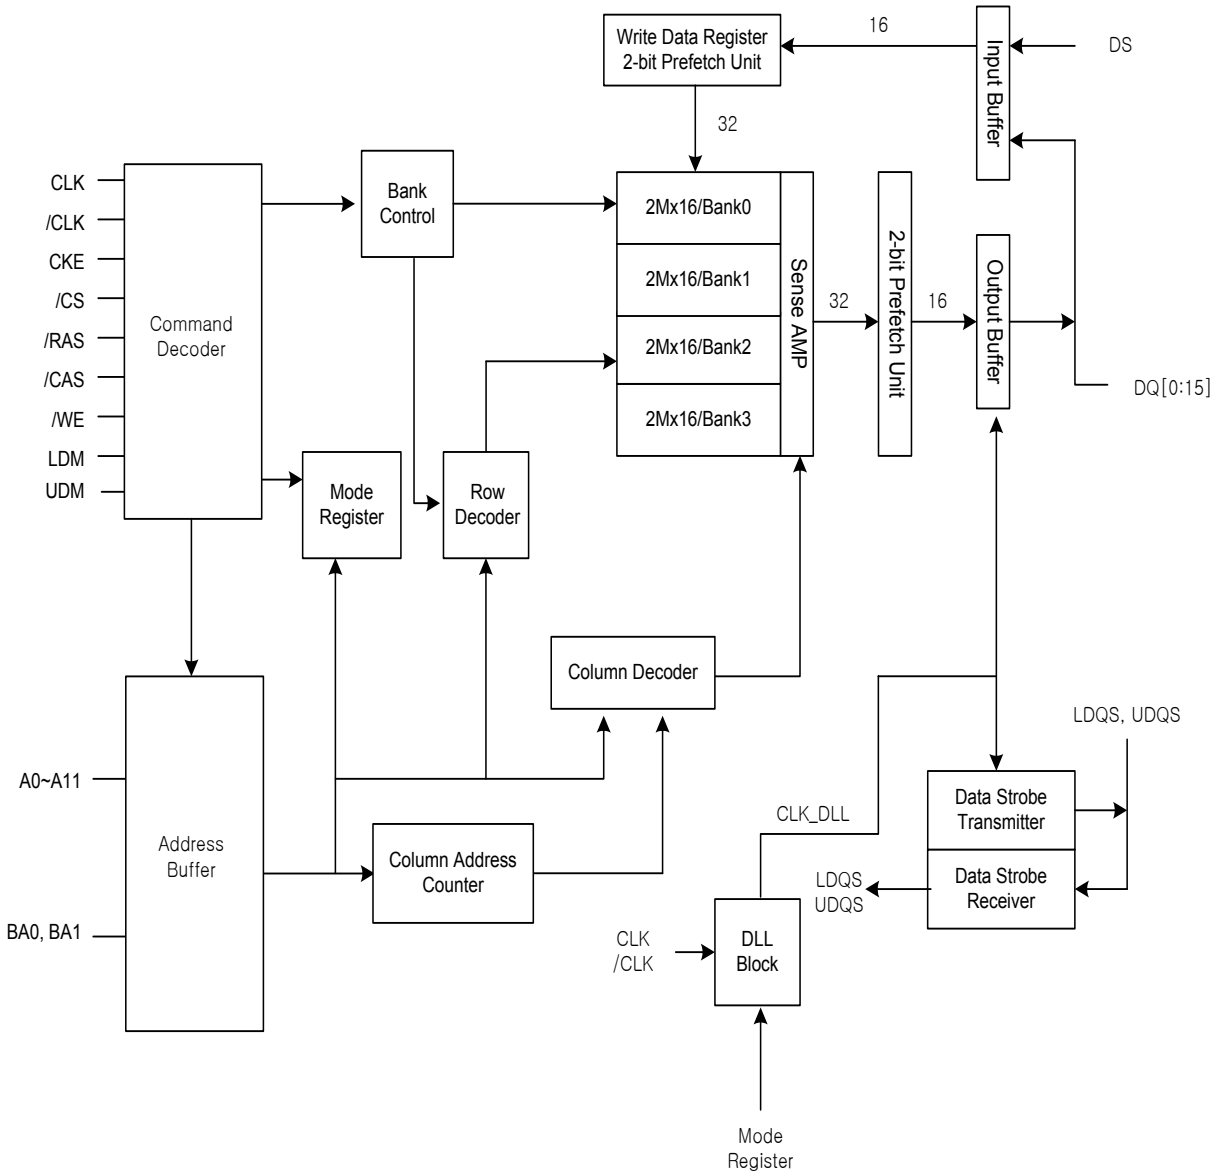 Write Data Register
2-bit Prefetch Unit
16
Input Buffer
DS
32
CLK
/CLK
CKE
/CS
/RAS
/CAS
/WE
LDM
UDM
Command
Decoder
Bank
Control
2Mx16/Bank0
2Mx16/Bank1
2Mx16/Bank2
2Mx16/Bank3
Sense AMP
32
2-bit Prefetch Unit
16
Output Buffer
DQ[0:15]
Mode
Register
Row
Decoder
Column Decoder
A0~A11
BA0, BA1
Address
Buffer
Column Address
Counter
CLK_DLL
LDQS, UDQS
Data Strobe
Transmitter
Data Strobe
Receiver
LDQS
UDQS
CLK
/CLK
DLL
Block
Mode
Register